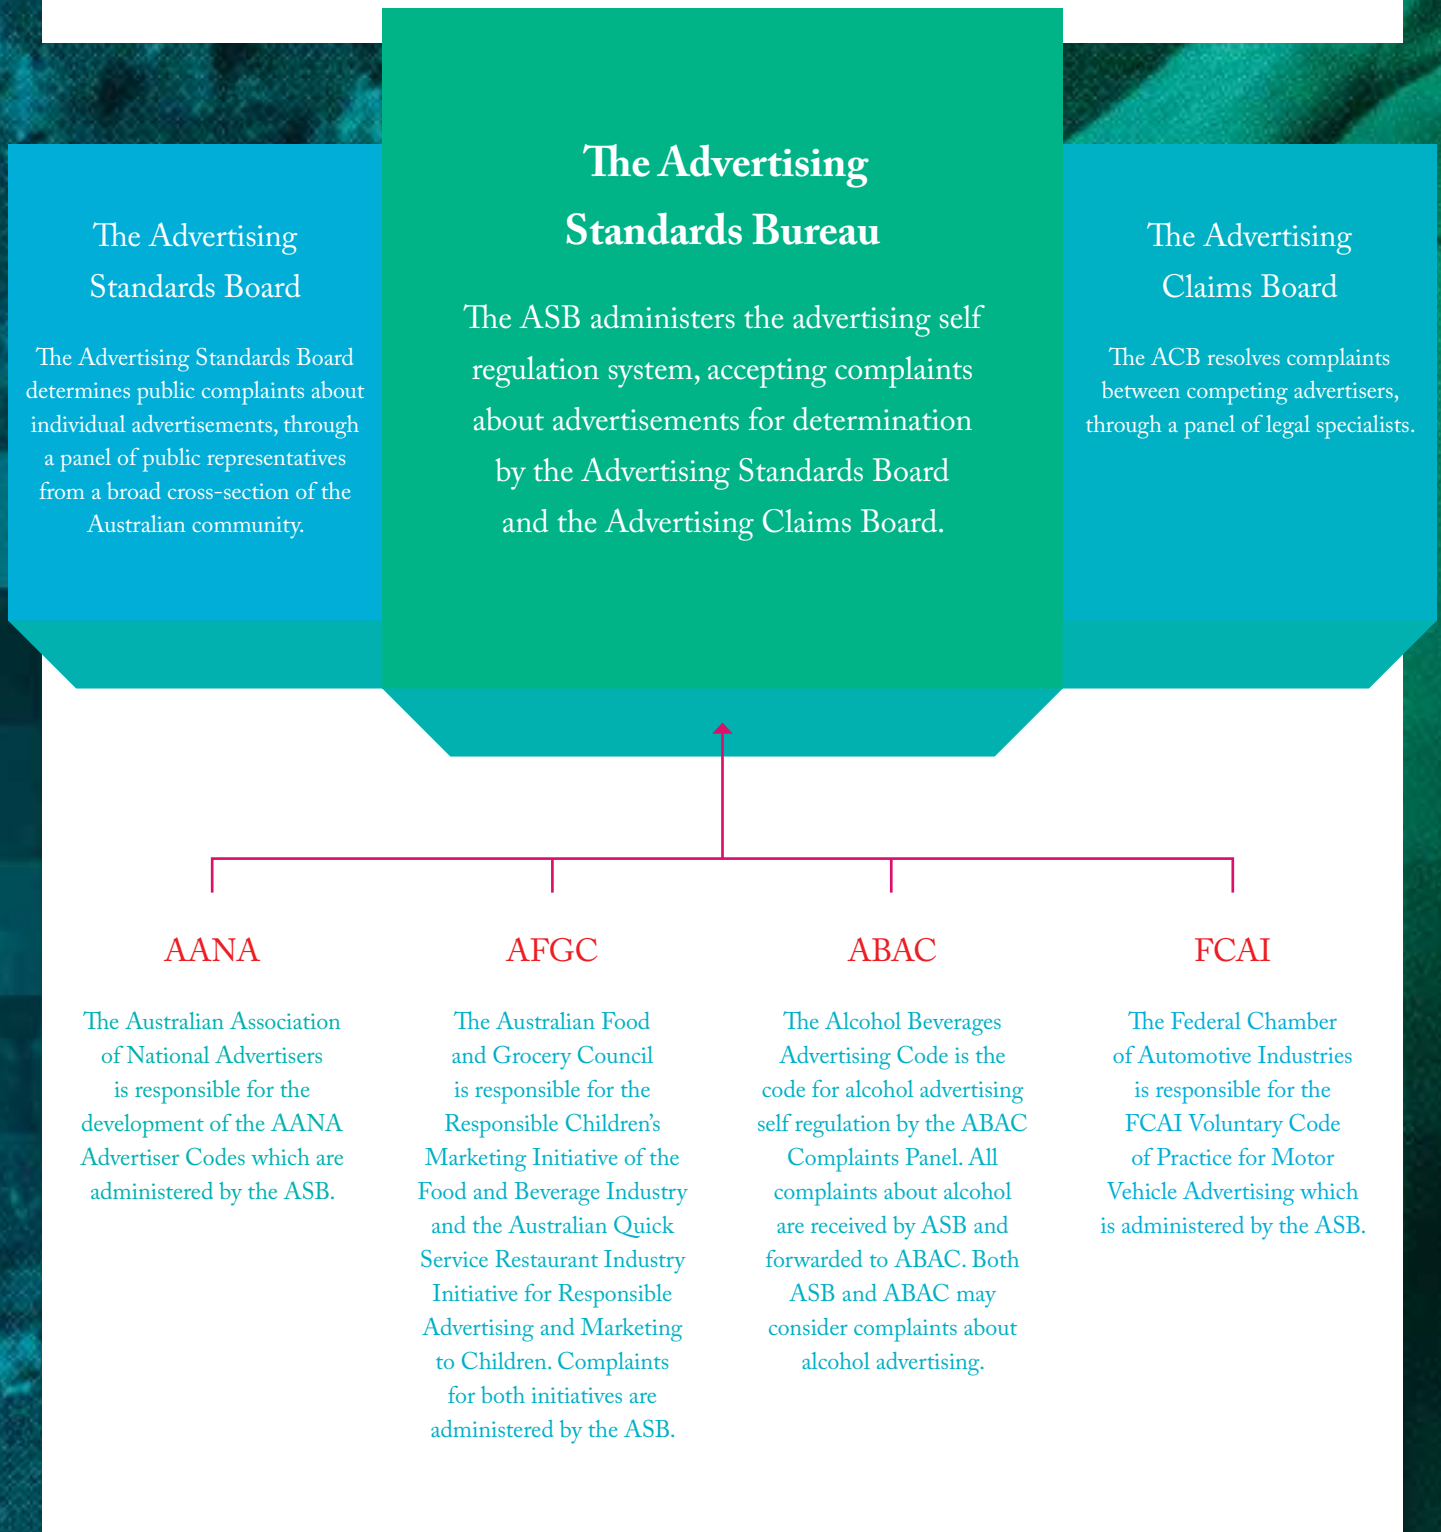 The Advertising
Standards Board
The Advertising Standards Board
determines public complaints about
individual advertisements, through
a panel of public representatives
from a broad cross-section of the
Australian community.
The Advertising
Standards Bureau
The ASB administers the advertising self
regulation system, accepting complaints
about advertisements for determination
by the Advertising Standards Board
and the Advertising Claims Board.
The Advertising
Claims Board
The ACB resolves complaints
between competing advertisers,
through a panel of legal specialists.
AANA
The Australian Association
of National Advertisers
is responsible for the
development of the AANA
Advertiser Codes which are
administered by the ASB.
AFGC
The Australian Food
and Grocery Council
is responsible for the
Responsible Children’s
Marketing Initiative of the
Food and Beverage Industry
and the Australian Quick
Service Restaurant Industry
Initiative for Responsible
Advertising and Marketing
to Children. Complaints
for both initiatives are
administered by the ASB.
ABAC
The Alcohol Beverages
Advertising Code is the
code for alcohol advertising
self regulation by the ABAC
Complaints Panel. All
complaints about alcohol
are received by ASB and
forwarded to ABAC. Both
ASB and ABAC may
consider complaints about
alcohol advertising.
FCAI
The Federal Chamber
of Automotive Industries
is responsible for the
FCAI Voluntary Code
of Practice for Motor
Vehicle Advertising which
is administered by the ASB.